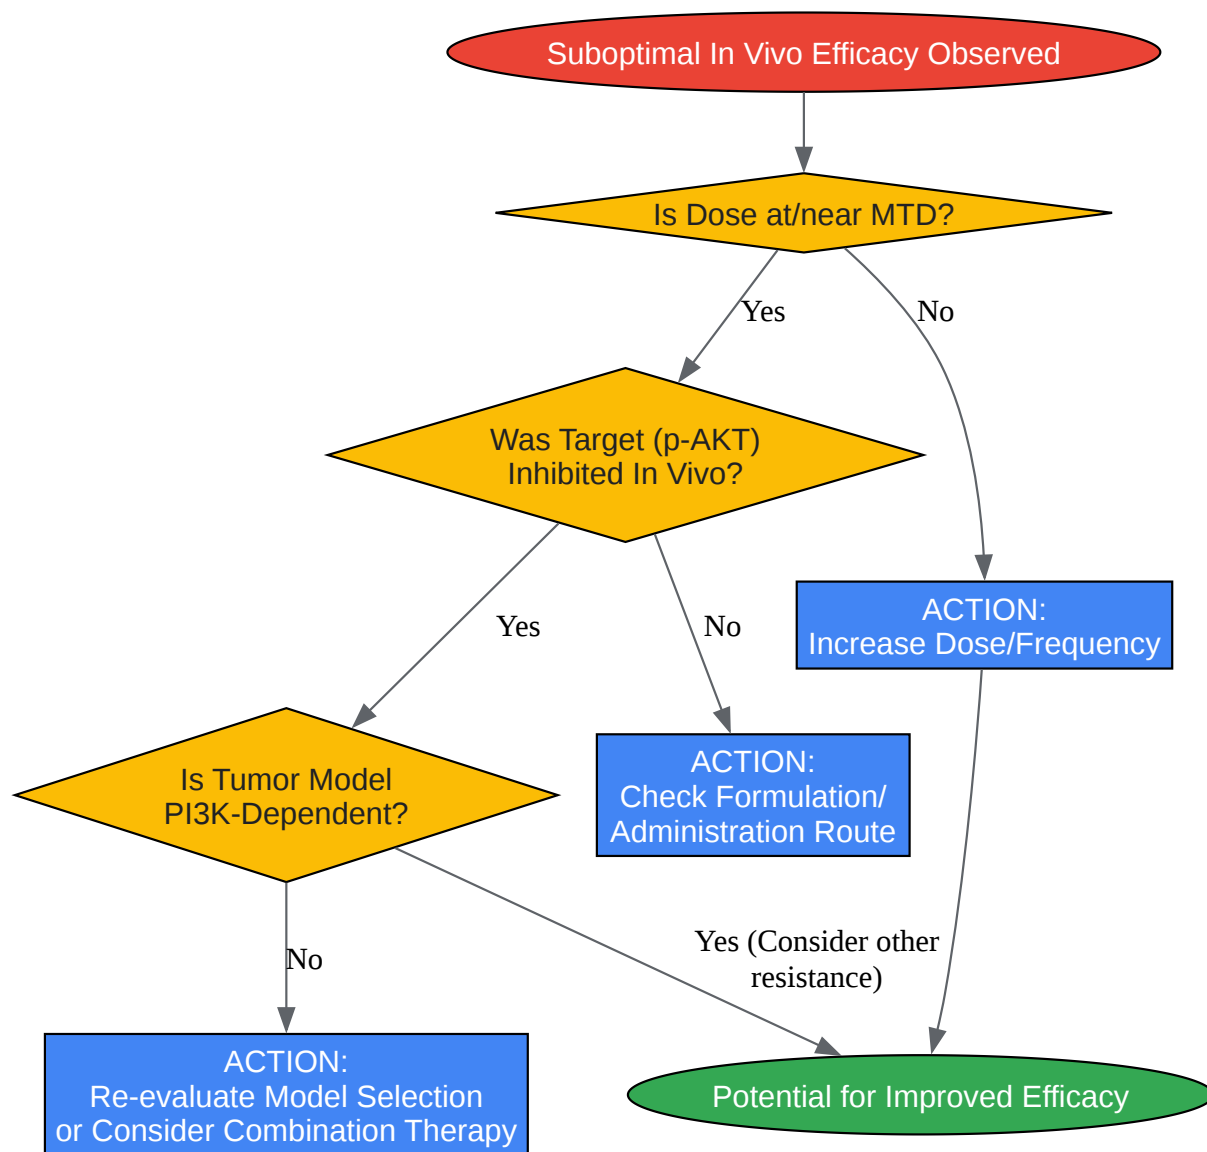 Suboptimal In Vivo Efficacy Observed
Is Dose at/near MTD?
Yes
No
Was Target (p-AKT)
Inhibited In Vivo?
ACTION:
Increase Dose/Frequency
Yes
No
Is Tumor Model
PI3K-Dependent?
ACTION:
Check Formulation/
Administration Route
No
Yes (Consider other
resistance)
ACTION:
Re-evaluate Model Selection
or Consider Combination Therapy
Potential for Improved Efficacy